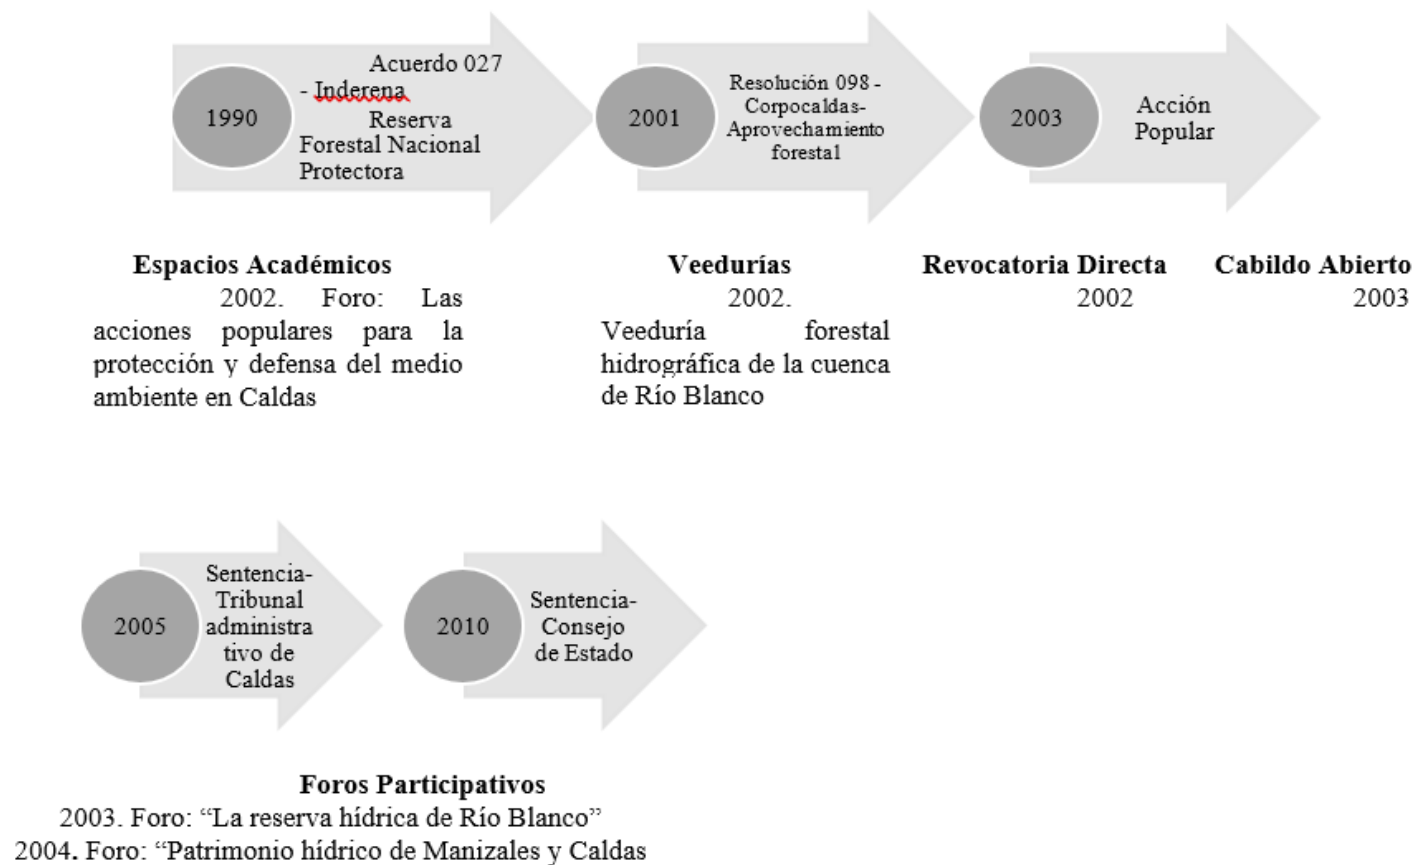 1990
Acuerdo 027
- Inderena
Reserva
Forestal Nacional
Protectora
2001
Resolución 098 -
Corpocaldas-
Aprovechamiento
forestal
2003
Acción
Popular
Espacios Académicos
2002. Foro: Las
acciones populares para la
protección y defensa del medio
ambiente en Caldas
Veedurías
2002.
Veeduría forestal
hidrográfica de la cuenca
de Río Blanco
Revocatoria Directa
2002
Cabildo Abierto
2003
2005
Sentencia-
Tribunal
administra
tivo de
Caldas
2010
Sentencia-
Consejo
de Estado
Foros Participativos
2003. Foro: “La reserva hídrica de Río Blanco”
2004. Foro: “Patrimonio hídrico de Manizales y Caldas